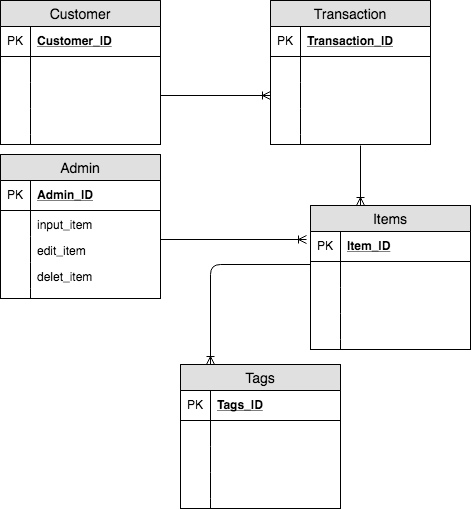 Customer
PK Customer_ID
Transaction
PK Transaction_ID
Admin
PK Admin_ID
input_item
edit_item
delet_item
Items
PK Item_ID
Tags
PK Tags_ID